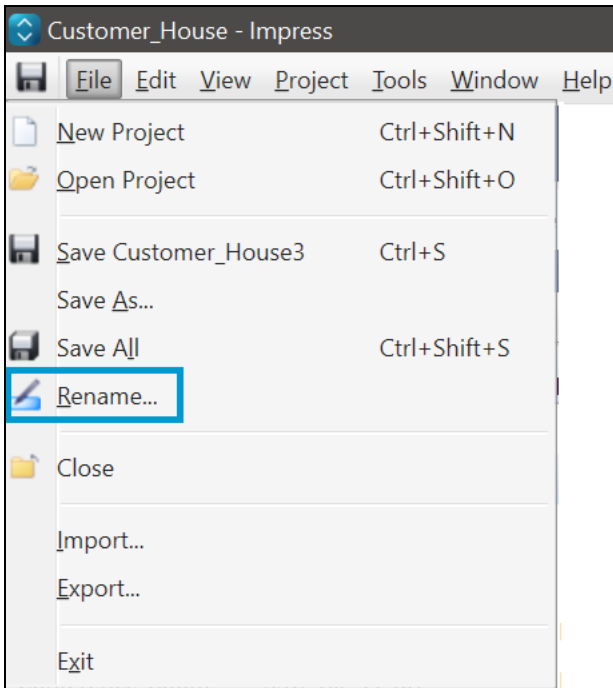 Customer_House - Impress
File Edit View Project Tools Window Help
New Project Ctrl+Shift+N
Open Project Ctrl+Shift+O
Save Customer_House3 Ctrl+S
Save As...
Save All Ctrl+Shift+S
Rename...
Close
Import...
Export...
Exit